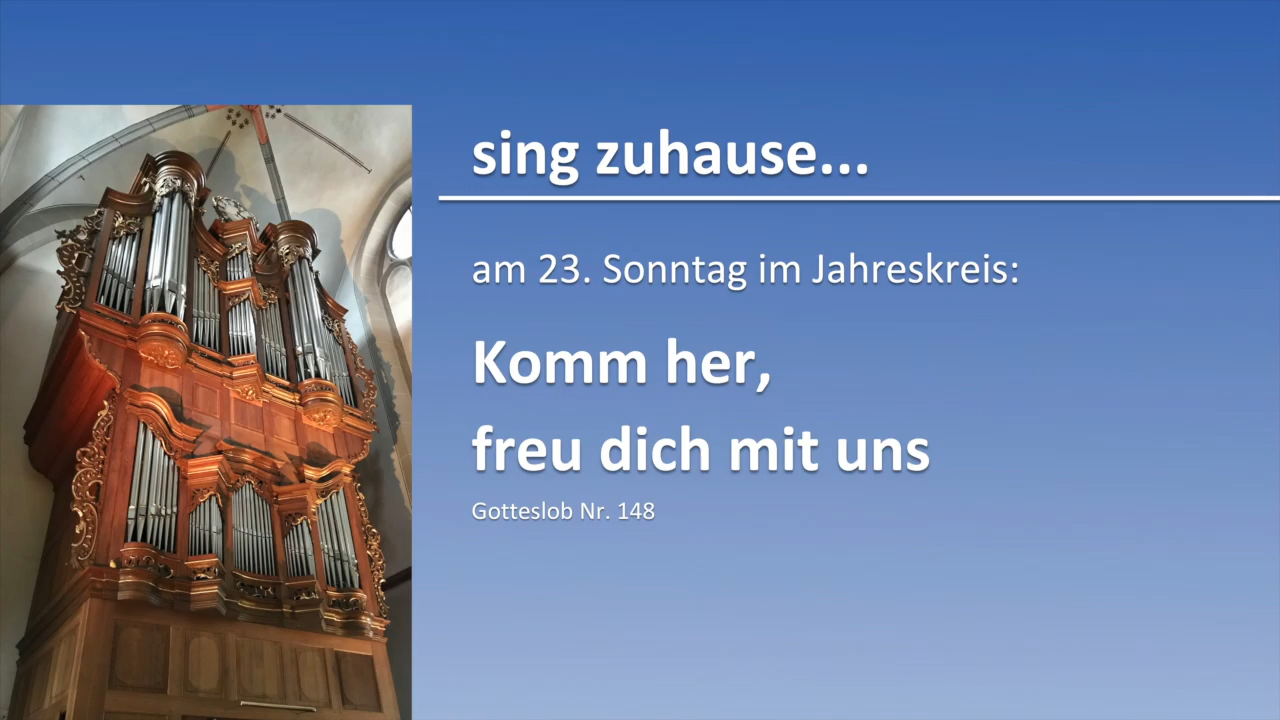 sing zuhause...
am 23. Sonntag im Jahreskreis:
Komm her,
freu dich mit uns
Gotteslob Nr. 148